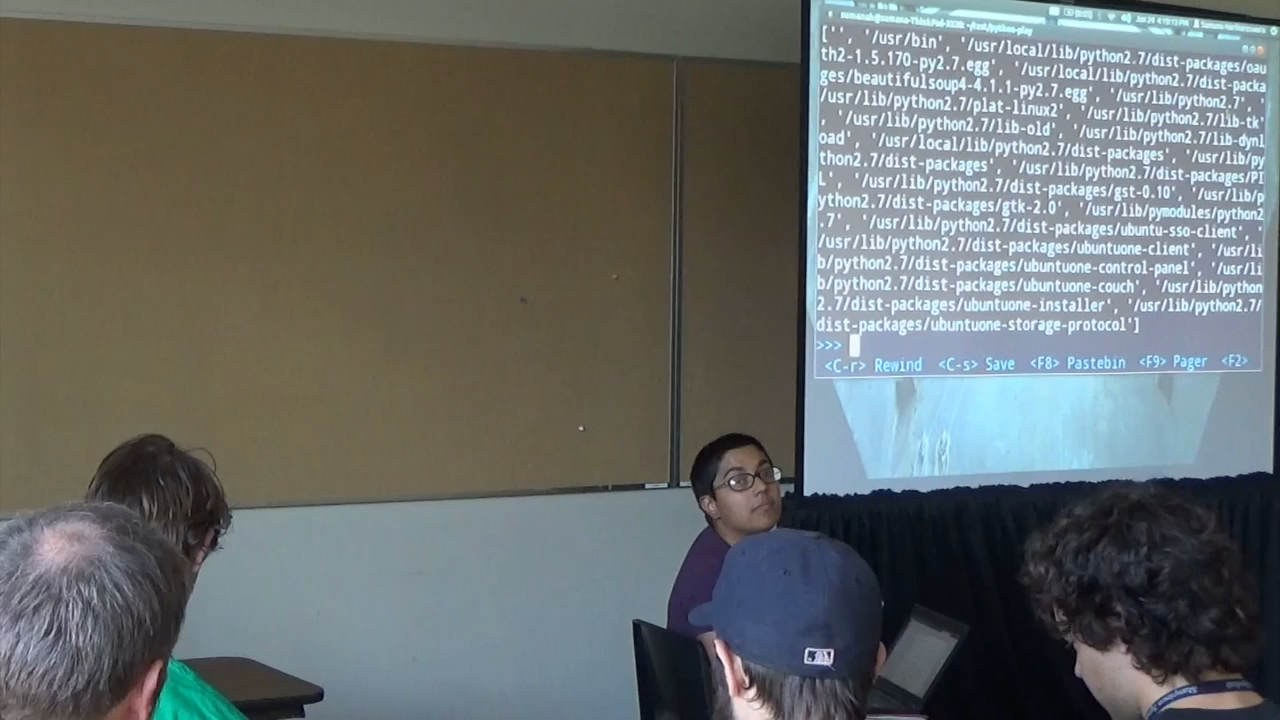 sumanah@sumana-ThinkPad-X220: ~/test/python-play
['', '/usr/bin', '/usr/local/lib/python2.7/dist-packages/oau
th2-1.5.170-py2.7.egg', '/usr/local/lib/python2.7/dist-packa
ges/beautifulsoup4-4.1.1-py2.7.egg', '/usr/lib/python2.7', '
/usr/lib/python2.7/plat-linux2', '/usr/lib/python2.7/lib-tk'
, '/usr/lib/python2.7/lib-old', '/usr/lib/python2.7/lib-dynl
oad', '/usr/local/lib/python2.7/dist-packages', '/usr/lib/py
thon2.7/dist-packages', '/usr/lib/python2.7/dist-packages/PI
L', '/usr/lib/python2.7/dist-packages/gst-0.10', '/usr/lib/p
ython2.7/dist-packages/gtk-2.0', '/usr/lib/pymodules/python2
.7', '/usr/lib/python2.7/dist-packages/ubuntu-sso-client', '
/usr/lib/python2.7/dist-packages/ubuntuone-client', '/usr/li
b/python2.7/dist-packages/ubuntuone-control-panel', '/usr/li
b/python2.7/dist-packages/ubuntuone-couch', '/usr/lib/python
2.7/dist-packages/ubuntuone-installer', '/usr/lib/python2.7/
dist-packages/ubuntuone-storage-protocol']
>>>
<C-r> Rewind <C-s> Save <F8> Pastebin <F9> Pager <F2>